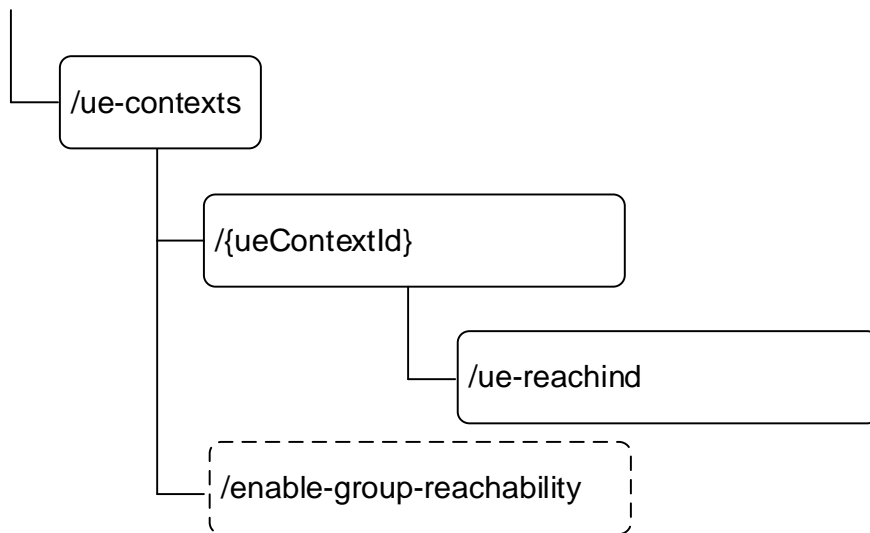 /ue-contexts
/{ueContextId}
/ue-reachind
/enable-group-reachability